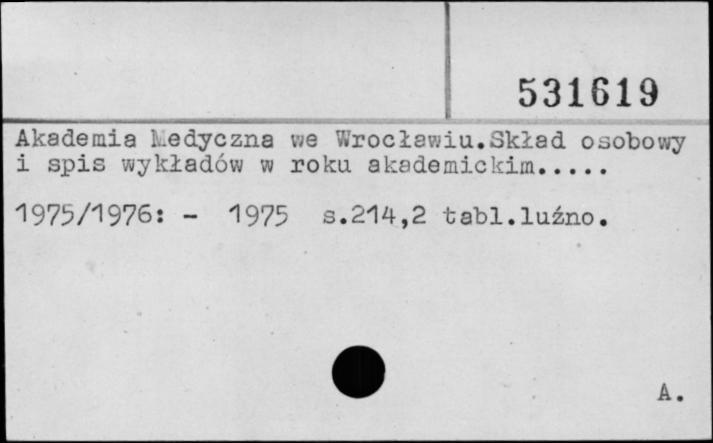 531619
Akademia Medyczna we Wrocławiu.Skład osobowy
i spis wykładów w roku akademickim.....
1975/1976: - 1975 s.214,2 tabl.luźno.
A.